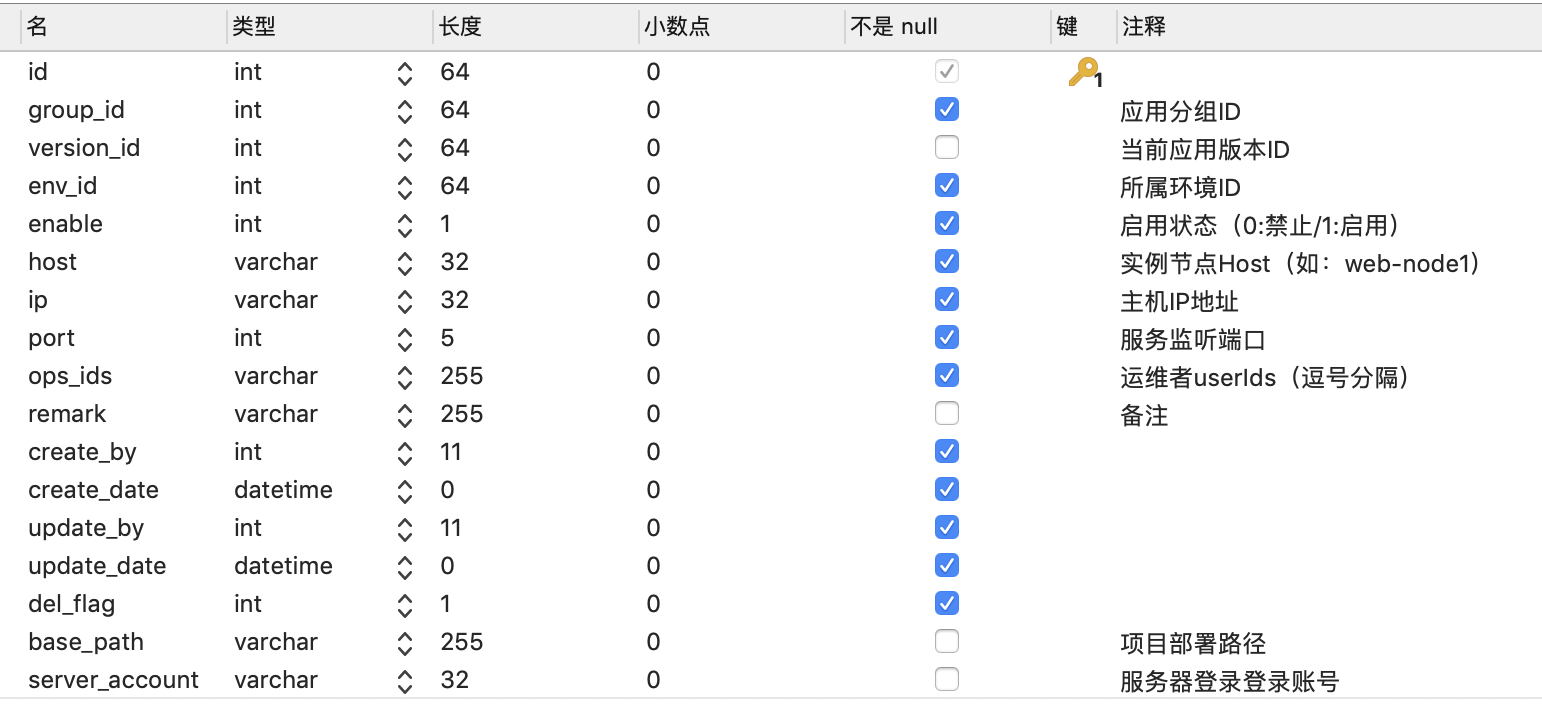 名 类型 长度 小数点 不是 null 键 注释
id int 64 0 1
group_id int 64 0 应用分组ID
version_id int 64 0 当前应用版本ID
env_id int 64 0 所属环境ID
enable int 1 0 启用状态（0:禁止/1:启用）
host varchar 32 0 实例节点Host（如：web-node1）
ip varchar 32 0 主机IP地址
port int 5 0 服务监听端口
ops_ids varchar 255 0 运维者userIds（逗号分隔）
remark varchar 255 0 备注
create_by int 11 0
create_date datetime 0 0
update_by int 11 0
update_date datetime 0 0
del_flag int 1 0
base_path varchar 255 0 项目部署路径
server_account varchar 32 0 服务器登录登录账号